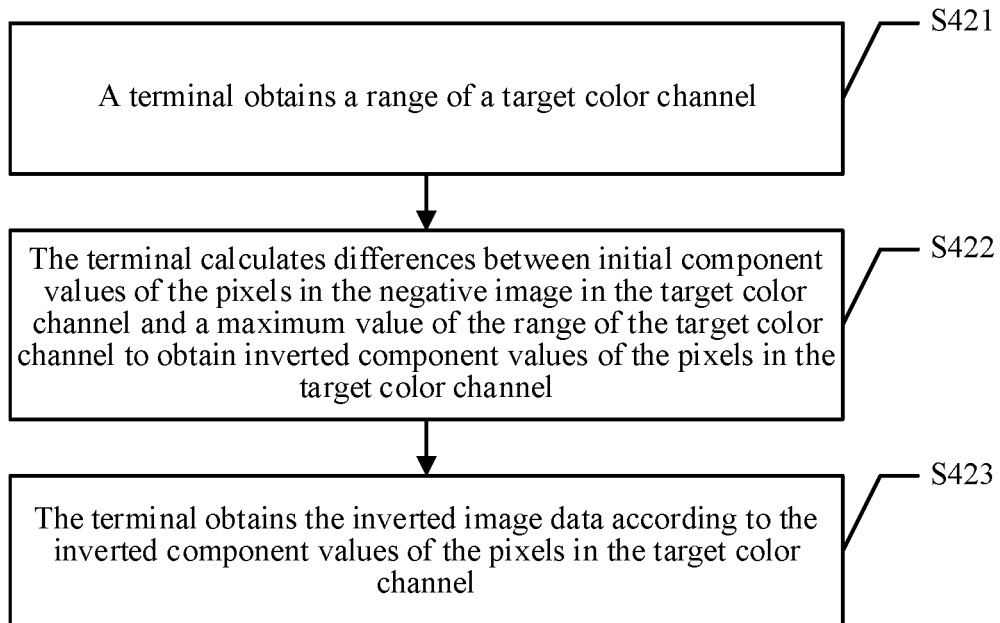 S421
A terminal obtains a range of a target color channel
S422
The terminal calculates differences between initial component
values of the pixels in the negative image in the target color
channel and a maximum value of the range of the target color
channel to obtain inverted component values of the pixels in the
target color channel
S423
The terminal obtains the inverted image data according to the
inverted component values of the pixels in the target color
channel